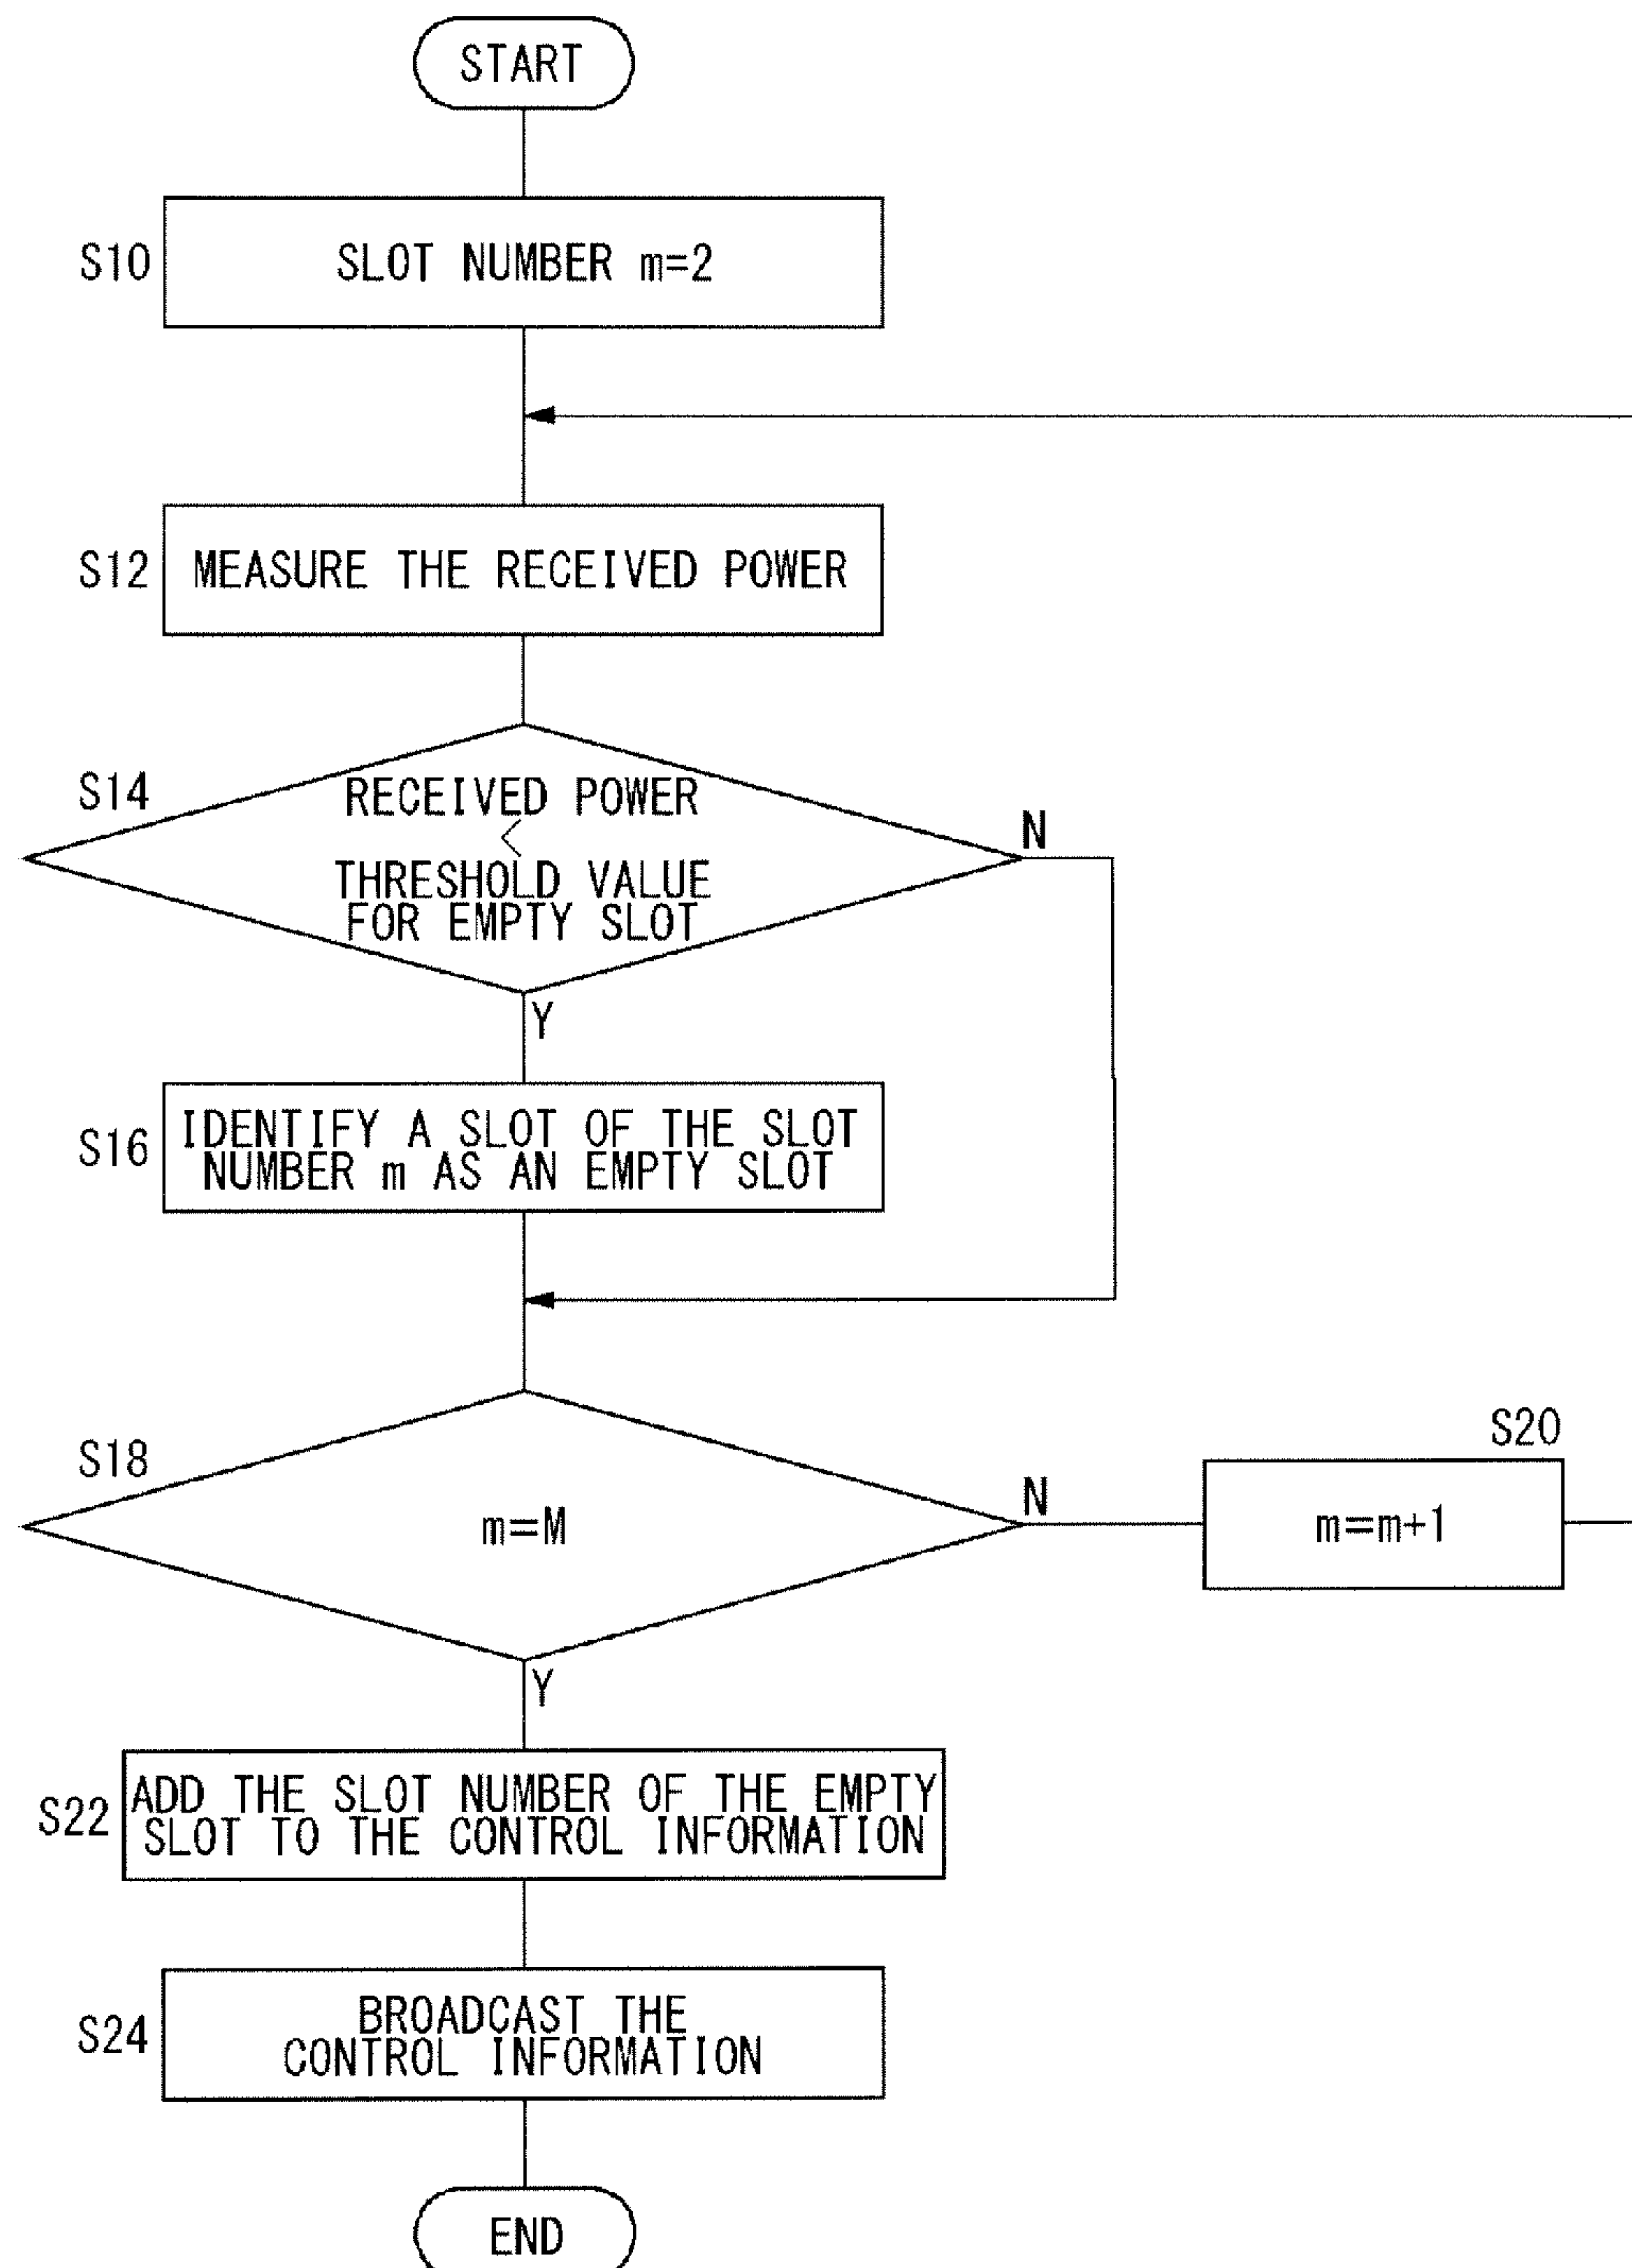 START
S10
SLOT NUMBER m=2
S12
MEASURE THE RECEIVED POWER
S14
RECEIVED POWER
<
THRESHOLD VALUE
FOR EMPTY SLOT
N
Y
S16
IDENTIFY A SLOT OF THE SLOT
NUMBER m AS AN EMPTY SLOT
S18
m=M
N
S20
m=m+1
Y
S22
ADD THE SLOT NUMBER OF THE EMPTY
SLOT TO THE CONTROL INFORMATION
S24
BROADCAST THE
CONTROL INFORMATION
END